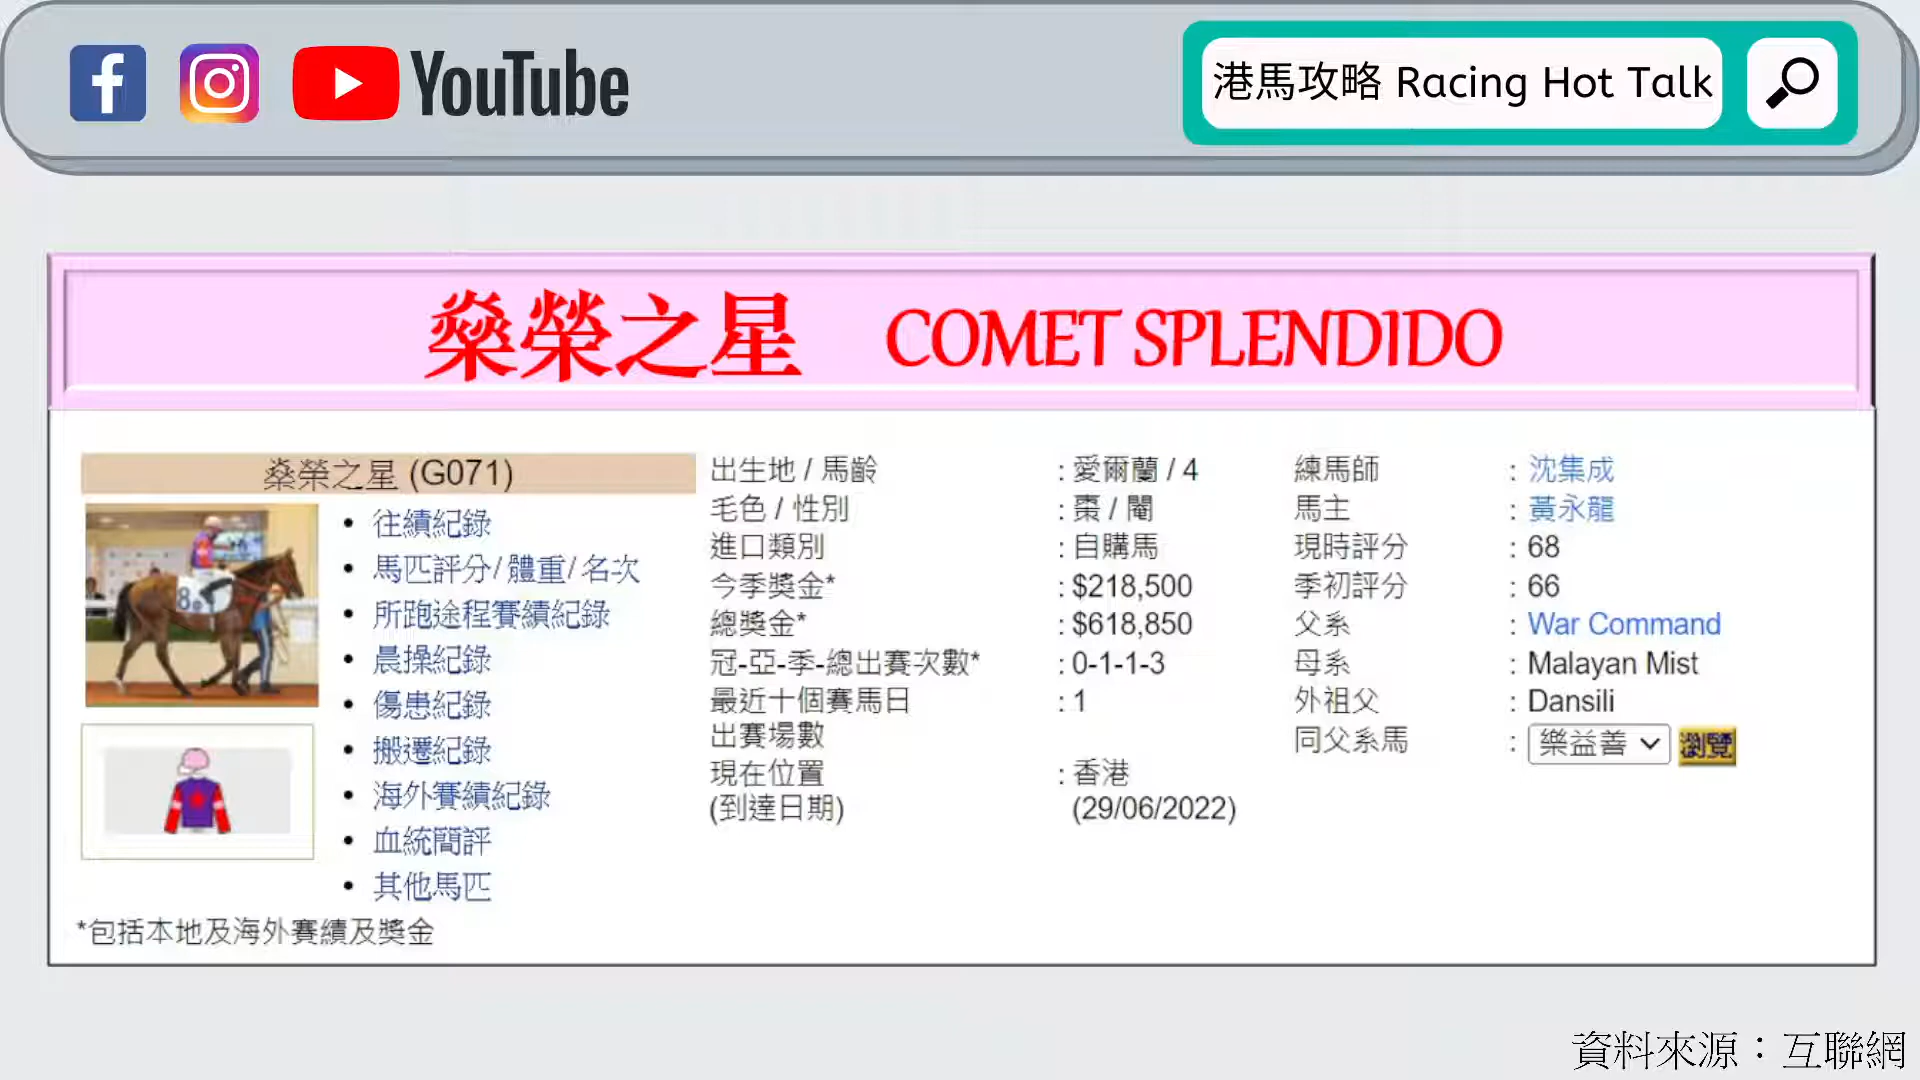 f YouTube
港馬攻略 Racing Hot Talk
燊榮之星 COMET SPLENDIDO
燊榮之星 (G071)
往績紀錄
馬匹評分/體重/名次
所跑途程賽績紀錄
晨操紀錄
傷患紀錄
搬遷紀錄
海外賽績紀錄
血統簡評
其他馬匹
*包括本地及海外賽績及獎金
出生地 / 馬齡 : 愛爾蘭 / 4
毛色 / 性別 : 棗 / 閹
進口類別 : 自購馬
今季獎金* : $218,500
總獎金* : $618,850
冠-亞-季-總出賽次數* : 0-1-1-3
最近十個賽馬日 : 1
出賽場數
現在位置 : 香港
(到達日期) (29/06/2022)
練馬師 : 沈集成
馬主 : 黃永龍
現時評分 : 68
季初評分 : 66
父系 : War Command
母系 : Malayan Mist
外祖父 : Dansili
同父系馬 : 樂益善 瀏覽
8
資料來源：互聯網